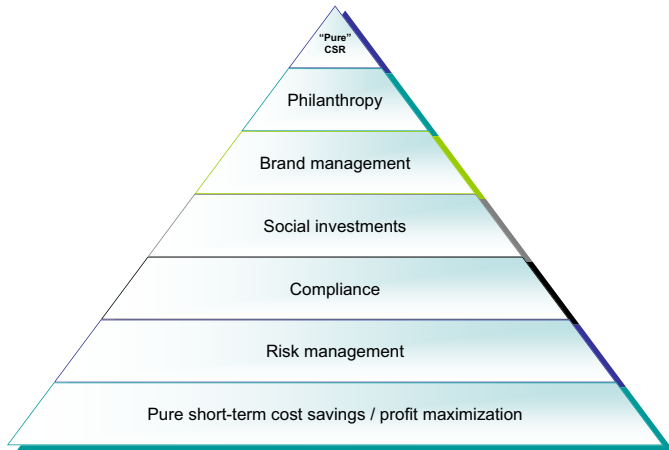 “Pure”
CSR
Philanthropy
Brand management
Social investments
Compliance
Risk management
Pure short-term cost savings / profit maximization